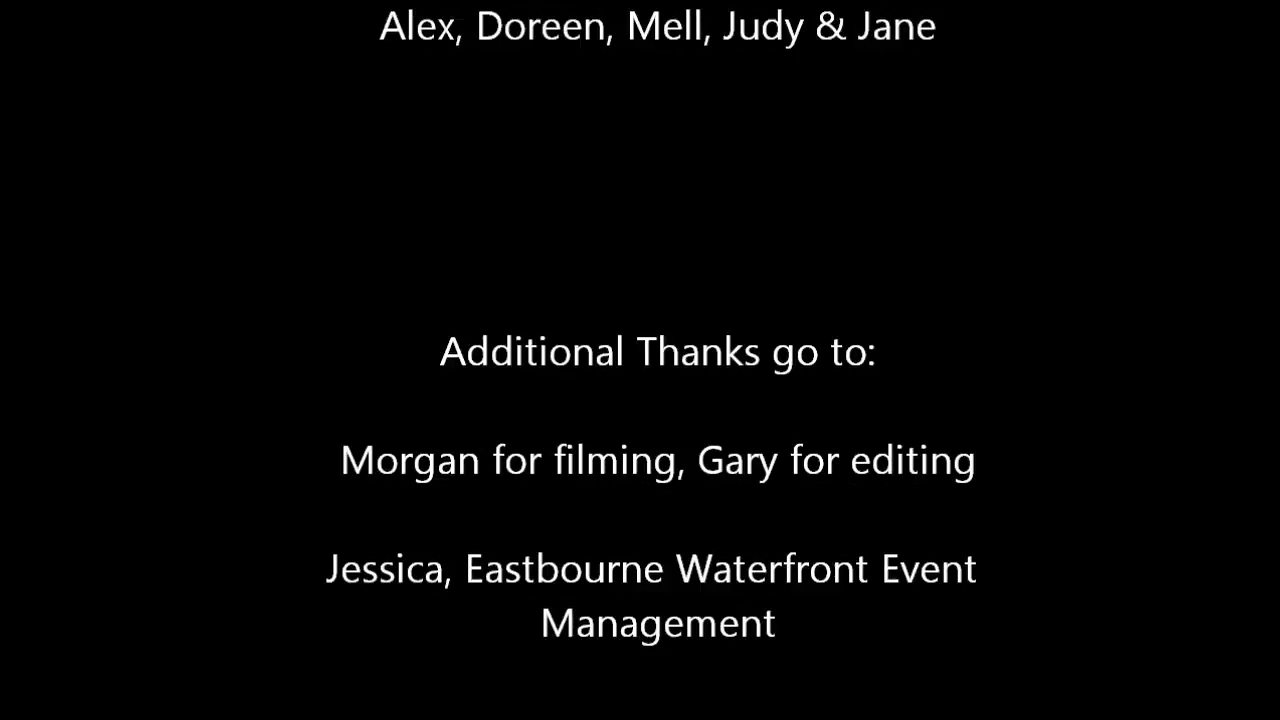 Alex, Doreen, Mell, Judy & Jane
Additional Thanks go to:
Morgan for filming, Gary for editing
Jessica, Eastbourne Waterfront Event
Management